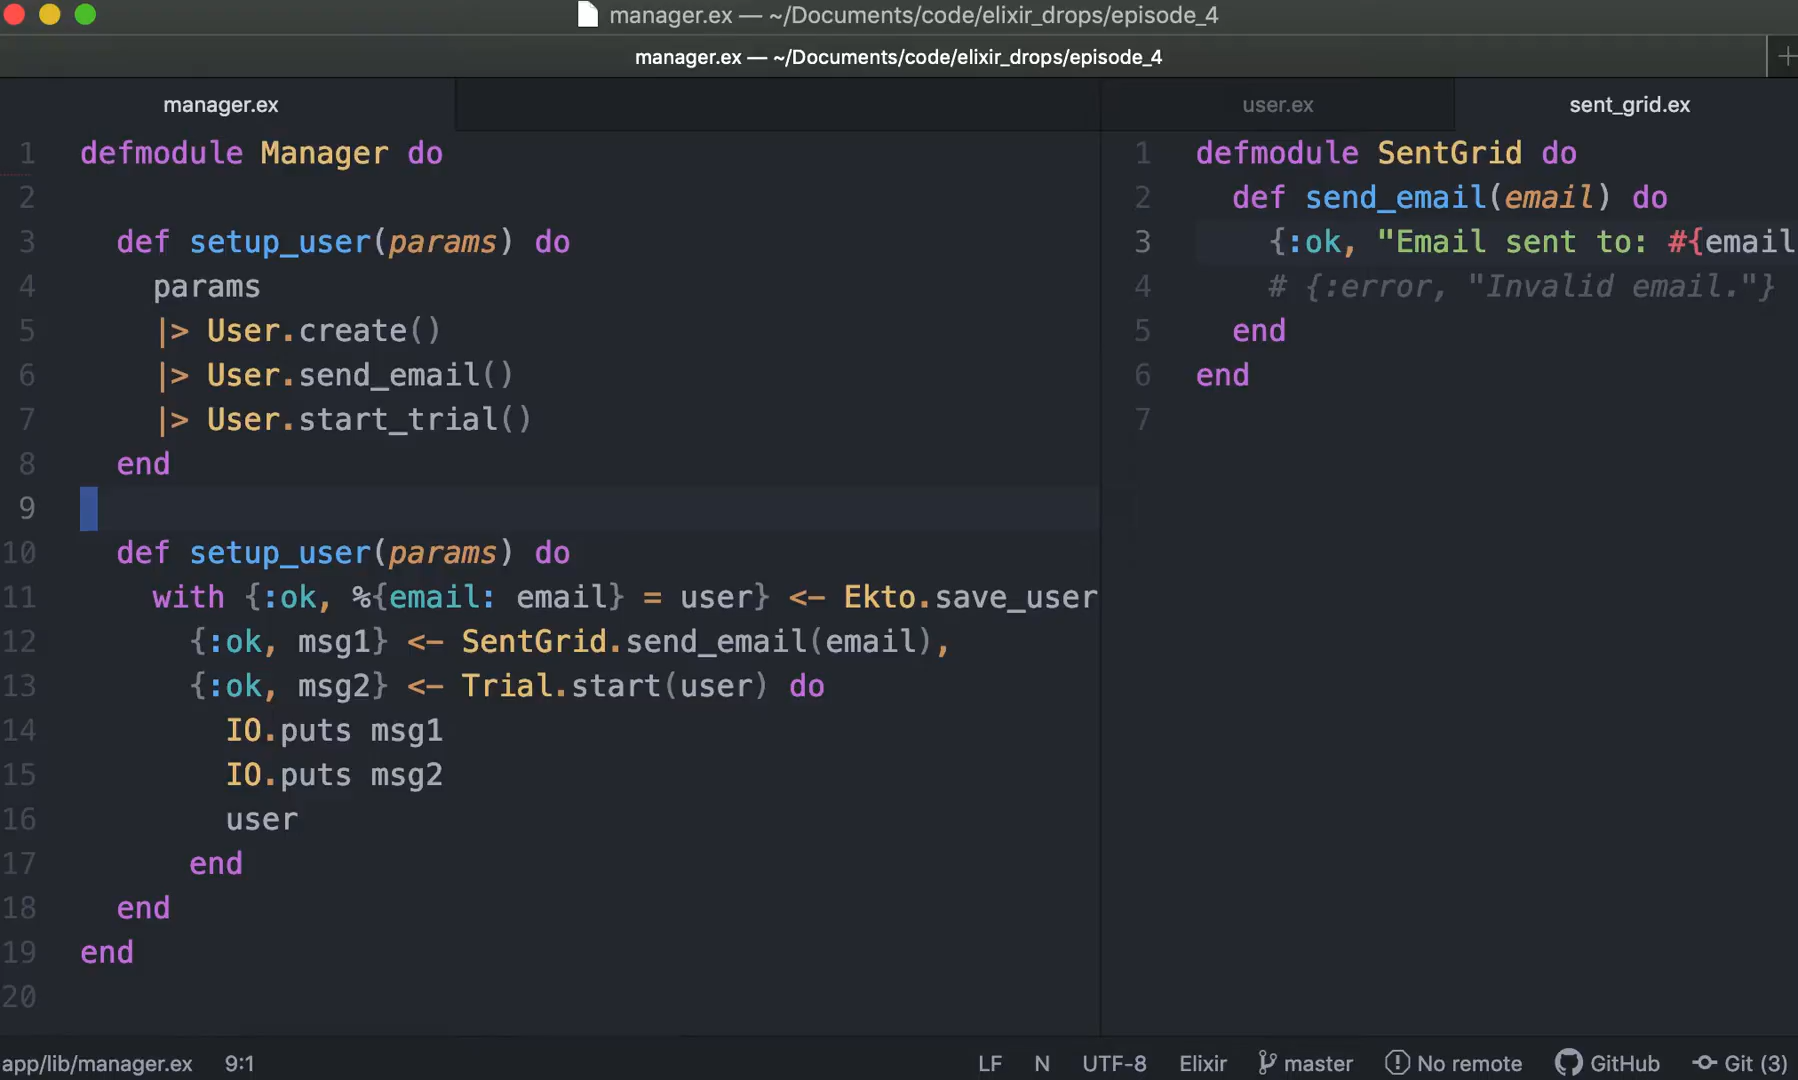 manager.ex — ~/Documents/code/elixir_drops/episode_4
manager.ex — ~/Documents/code/elixir_drops/episode_4
+
manager.ex
1 defmodule Manager do
2
3 def setup_user(params) do
4 params
5 |> User.create()
6 |> User.send_email()
7 |> User.start_trial()
8 end
9
10 def setup_user(params) do
11 with {:ok, %{email: email} = user} <- Ekto.save_user
12 {:ok, msg1} <- SentGrid.send_email(email),
13 {:ok, msg2} <- Trial.start(user) do
14 IO.puts msg1
15 IO.puts msg2
16 user
17 end
18 end
19 end
20
user.ex
sent_grid.ex
1 defmodule SentGrid do
2 def send_email(email) do
3 {:ok, "Email sent to: #{email
4 # {:error, "Invalid email."}
5 end
6 end
7
app/lib/manager.ex 9:1 LF N UTF-8 Elixir master No remote GitHub Git (3)